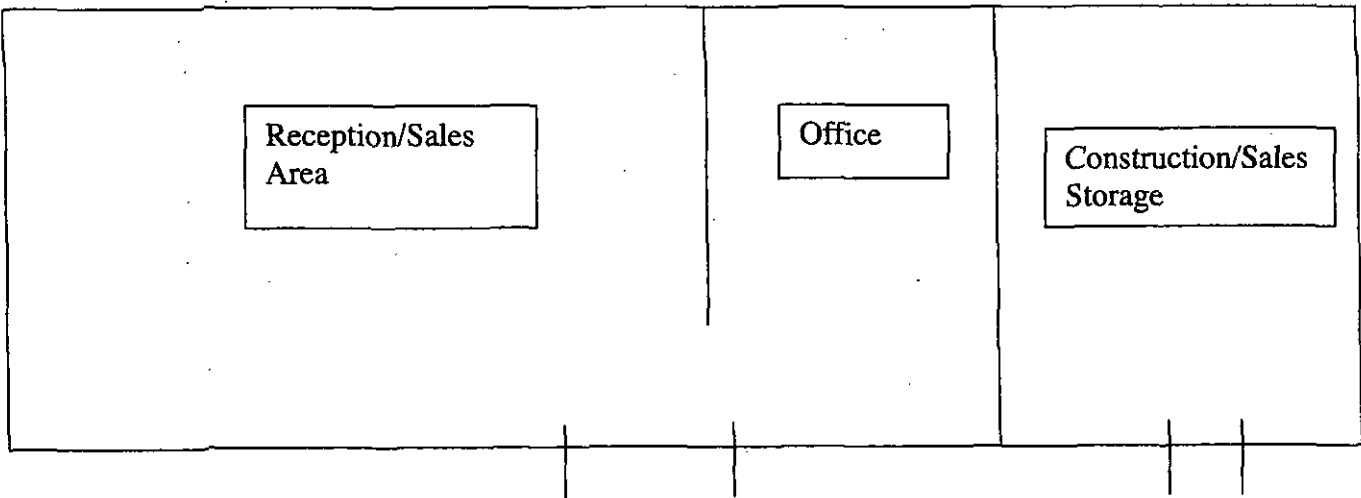 Reception/Sales
Area
Office
Construction/Sales
Storage